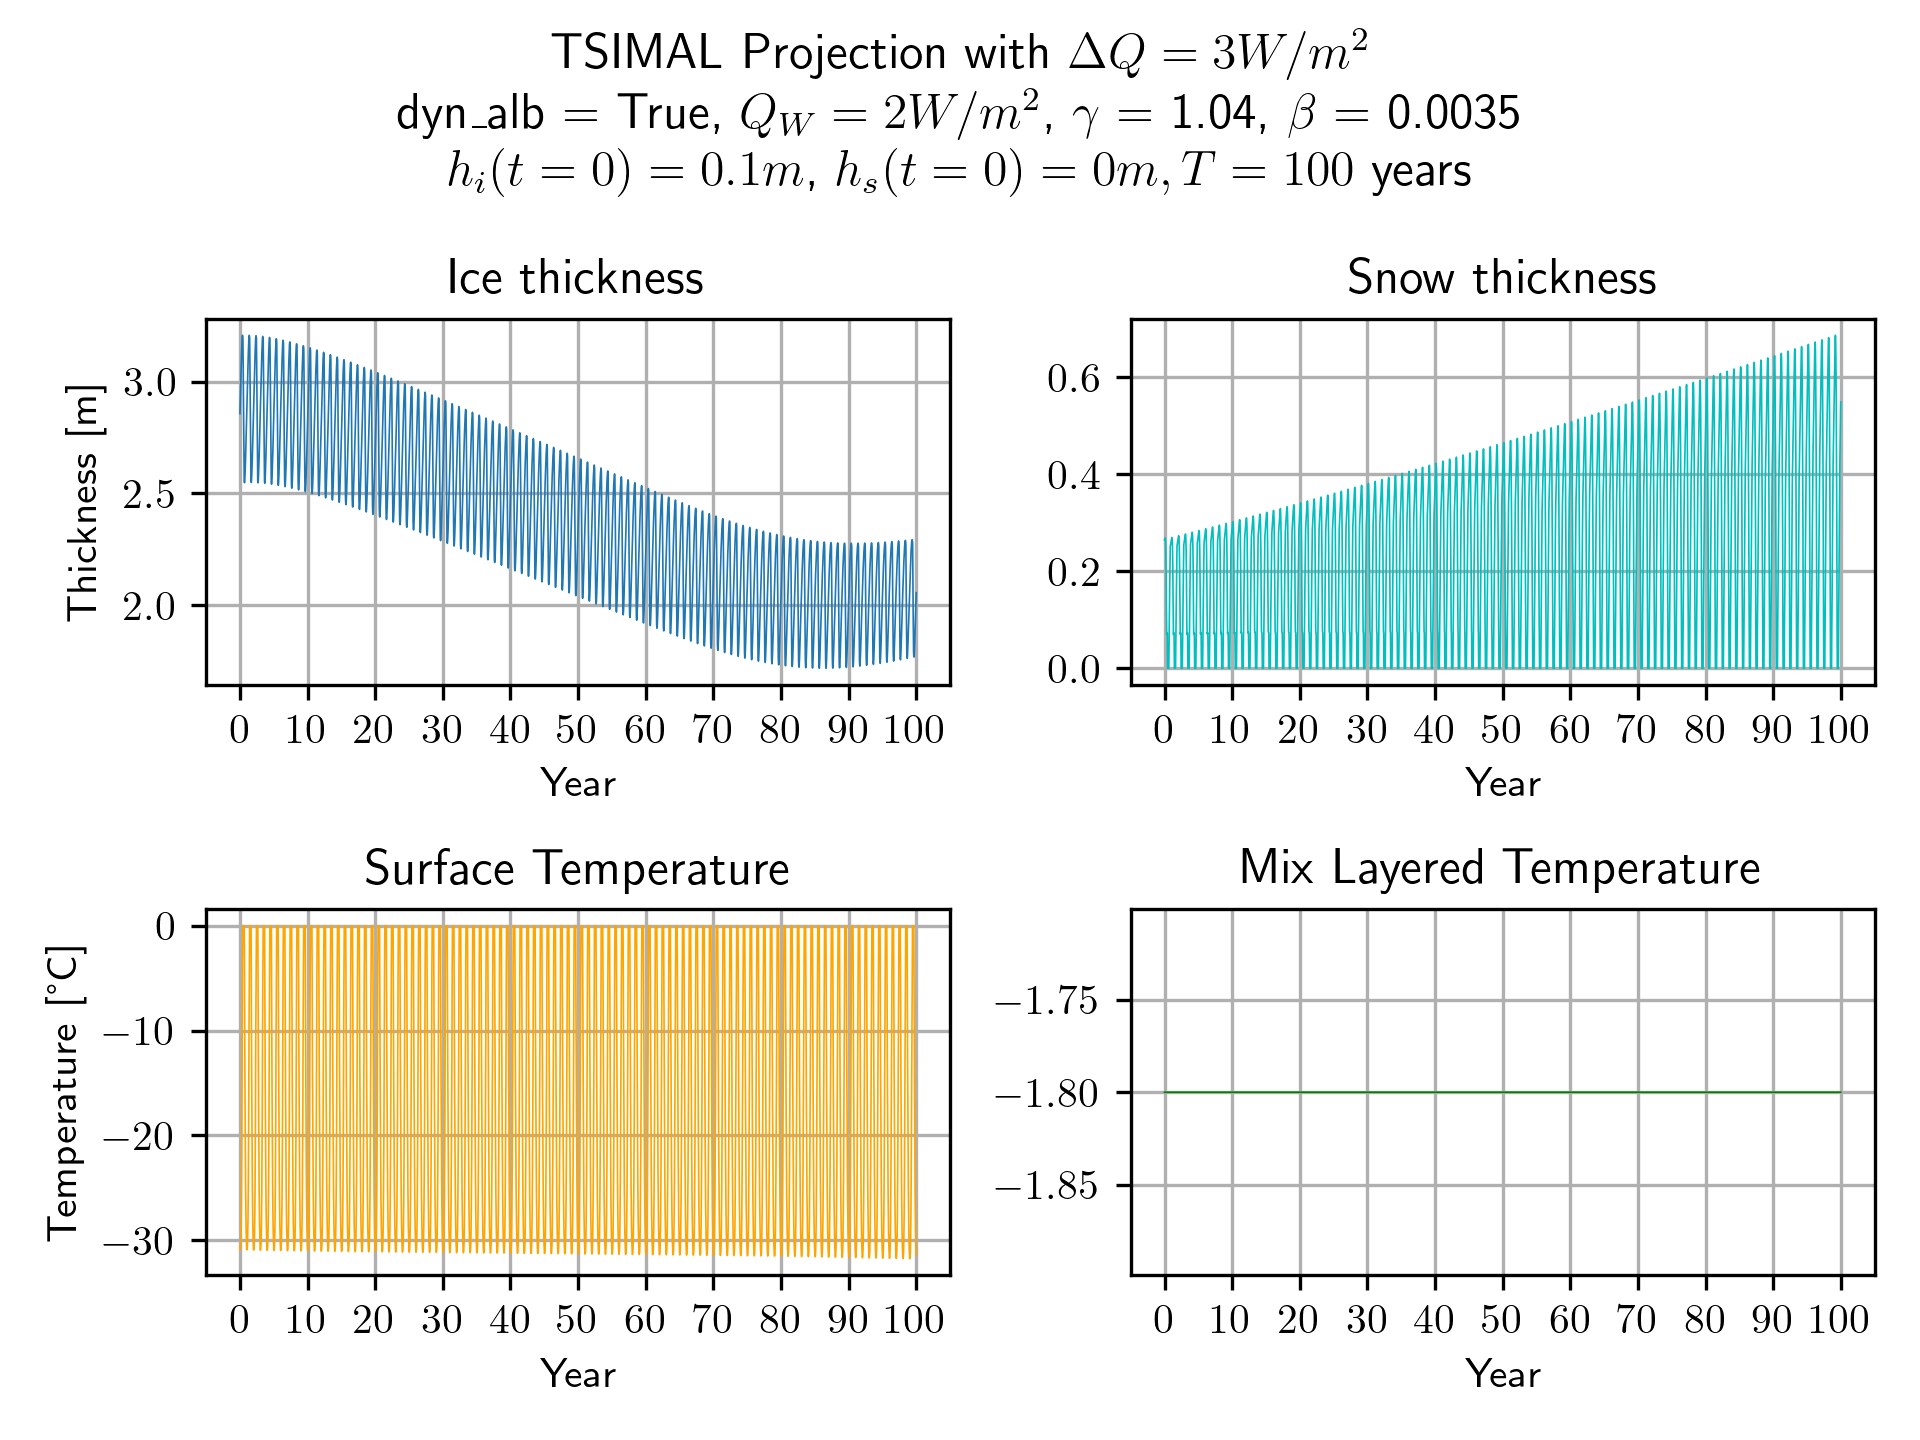 TSIMAL Projection with ΔQ = 3W/m²
dyn_alb = True, Q_W = 2W/m², γ = 1.04, β = 0.0035
h_i(t = 0) = 0.1m, h_s(t = 0) = 0m, T = 100 years
Ice thickness
Thickness [m]
3.0
2.5
2.0
0 10 20 30 40 50 60 70 80 90 100
Year
Snow thickness
0.6
0.4
0.2
0.0
0 10 20 30 40 50 60 70 80 90 100
Year
Surface Temperature
Temperature [°C]
0
−10
−20
−30
0 10 20 30 40 50 60 70 80 90 100
Year
Mix Layered Temperature
−1.75
−1.80
−1.85
0 10 20 30 40 50 60 70 80 90 100
Year